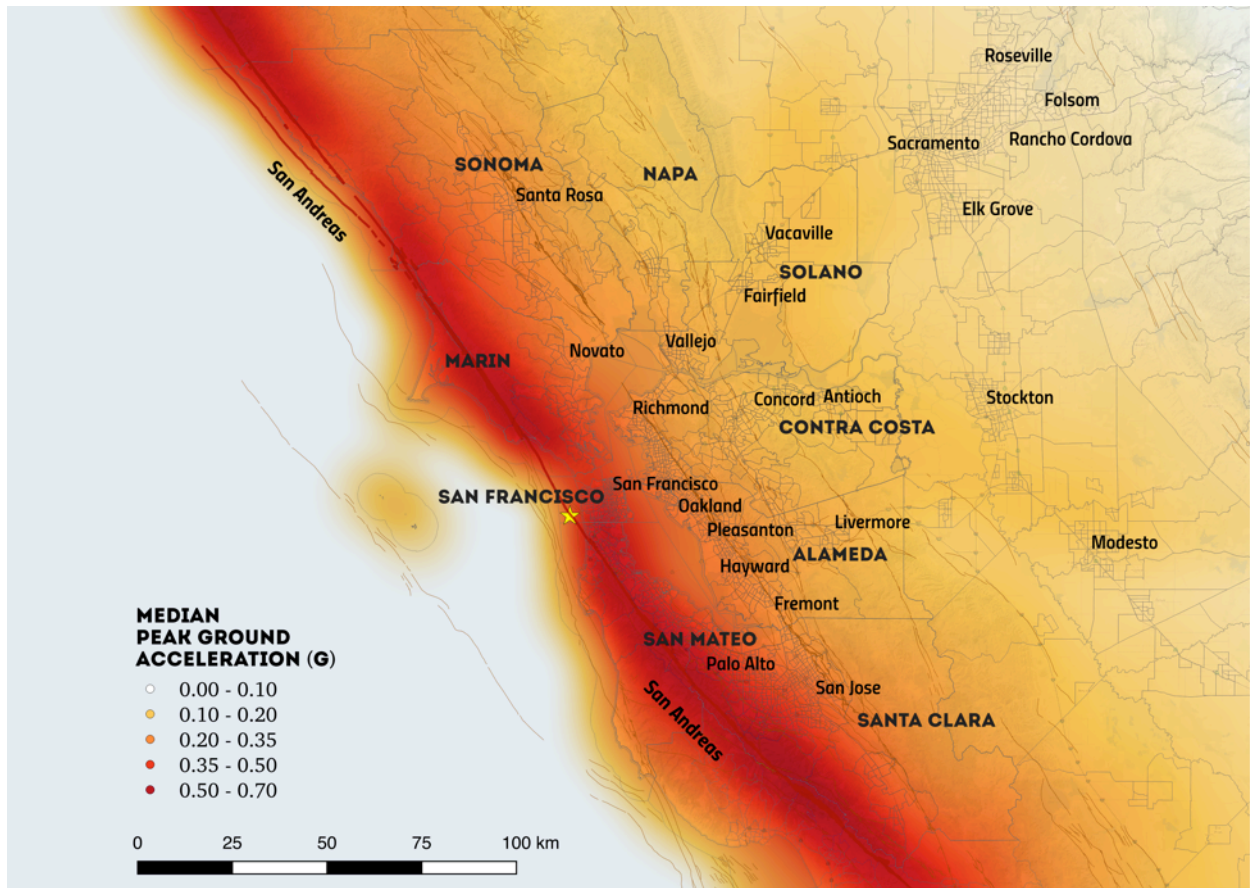 Roseville
Folsom
Sacramento
Rancho Cordova
SONOMA
NAPA
Santa Rosa
San Andreas
Elk Grove
Vacaville
SOLANO
Fairfield
MARIN
Novato
Vallejo
Richmond
Concord
Antioch
Stockton
CONTRA COSTA
SAN FRANCISCO
San Francisco
Oakland
Pleasanton
Livermore
Modesto
Hayward
ALAMEDA
Fremont
SAN MATEO
Palo Alto
San Jose
San Andreas
SANTA CLARA
MEDIAN
PEAK GROUND
ACCELERATION (G)
0.00 - 0.10
0.10 - 0.20
0.20 - 0.35
0.35 - 0.50
0.50 - 0.70
0 25 50 75 100 km